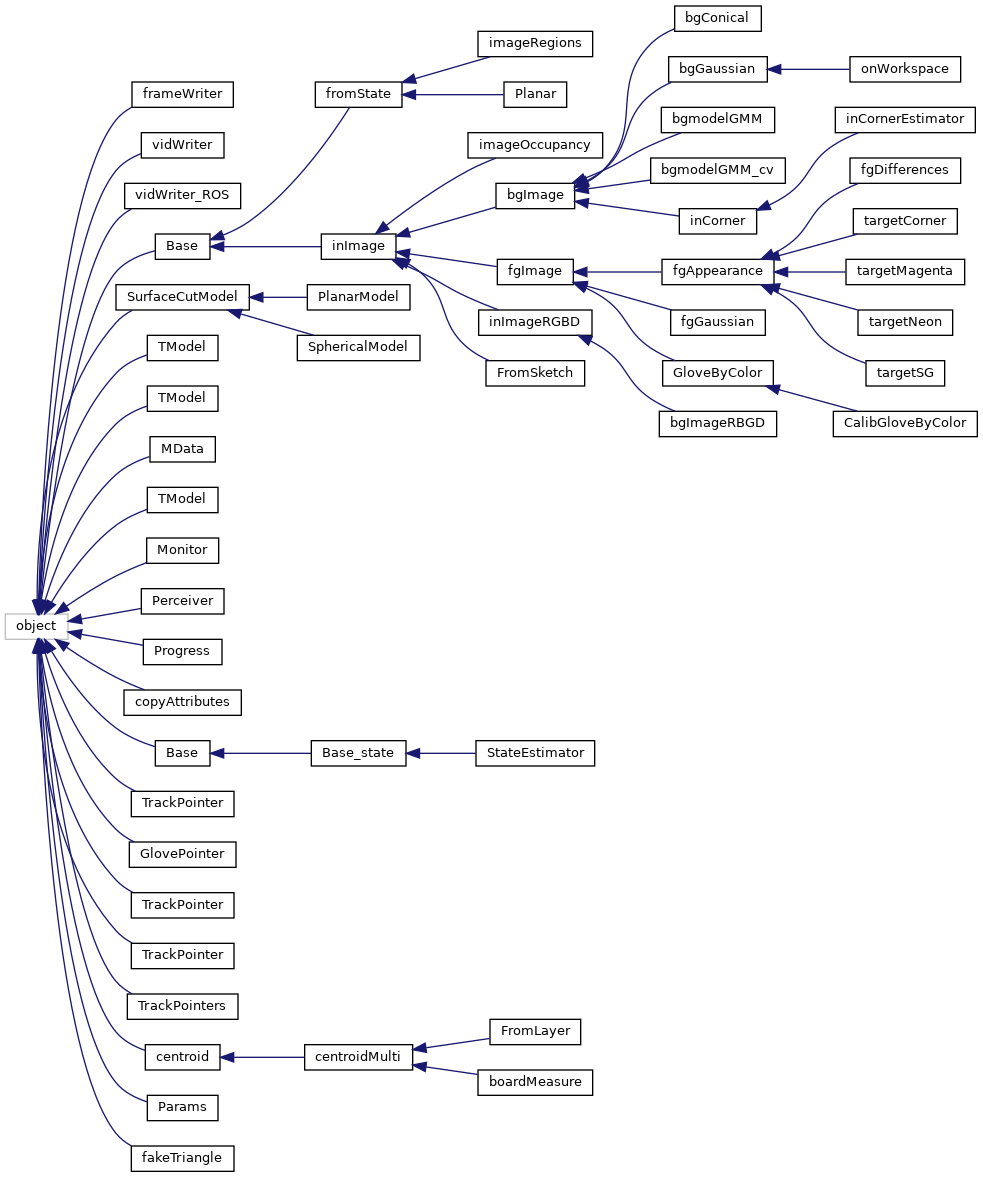 bgConical
imageRegions
bgGaussian
onWorkspace
frameWriter
fromState
Planar
bgmodelGMM
inCornerEstimator
vidWriter
imageOccupancy
bgmodelGMM_cv
fgDifferences
vidWriter_ROS
bgImage
inCorner
targetCorner
Base
inImage
fgImage
fgAppearance
targetMagenta
SurfaceCutModel
PlanarModel
inImageRGBD
fgGaussian
targetNeon
TModel
SphericalModel
FromSketch
GloveByColor
targetSG
TModel
bgImageRBGD
CalibGloveByColor
MData
TModel
Monitor
Perceiver
object
Progress
copyAttributes
Base
Base_state
StateEstimator
TrackPointer
GlovePointer
TrackPointer
TrackPointer
TrackPointers
FromLayer
centroid
centroidMulti
boardMeasure
Params
fakeTriangle